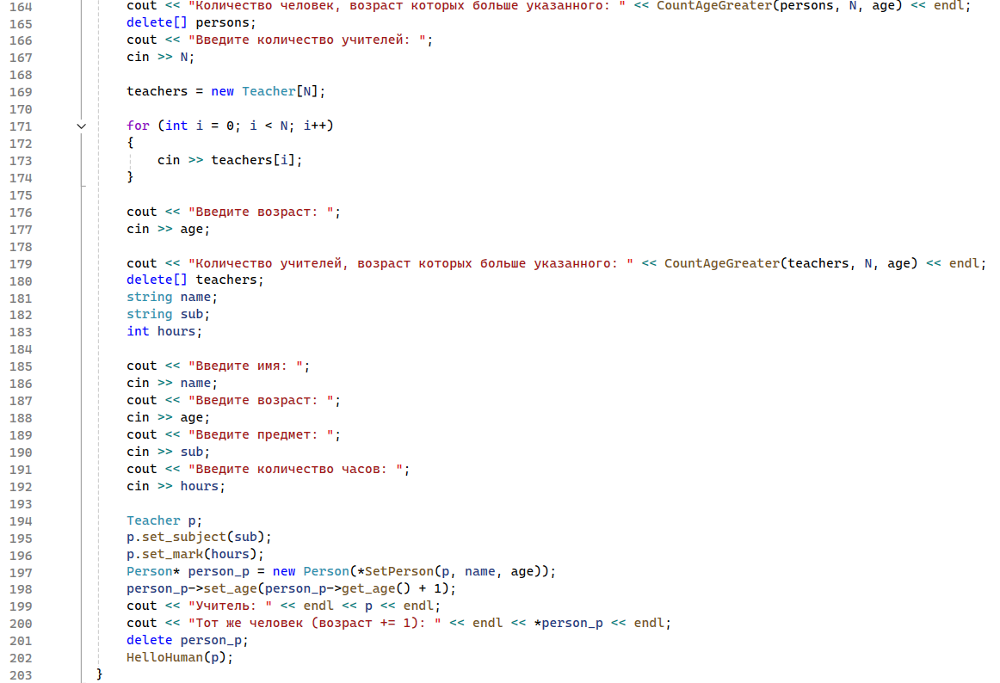 164 cout << "Количество человек, возраст которых больше указанного: " << CountAgeGreater(persons, N, age) << endl;
165 delete[] persons;
166 cout << "Введите количество учителей: ";
167 cin >> N;
168
169 teachers = new Teacher[N];
170
171 for (int i = 0; i < N; i++)
172 {
173 cin >> teachers[i];
174 }
175
176 cout << "Введите возраст: ";
177 cin >> age;
178
179 cout << "Количество учителей, возраст которых больше указанного: " << CountAgeGreater(teachers, N, age) << endl;
180 delete[] teachers;
181 string name;
182 string sub;
183 int hours;
184
185 cout << "Введите имя: ";
186 cin >> name;
187 cout << "Введите возраст: ";
188 cin >> age;
189 cout << "Введите предмет: ";
190 cin >> sub;
191 cout << "Введите количество часов: ";
192 cin >> hours;
193
194 Teacher p;
195 p.set_subject(sub);
196 p.set_mark(hours);
197 Person* person_p = new Person(*SetPerson(p, name, age));
198 person_p->set_age(person_p->get_age() + 1);
199 cout << "Учитель: " << endl << p << endl;
200 cout << "Тот же человек (возраст += 1): " << endl << *person_p << endl;
201 delete person_p;
202 HelloHuman(p);
203 }